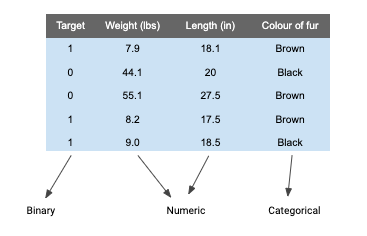 Target Weight (lbs) Length (in) Colour of fur
1 7.9 18.1 Brown
0 44.1 20 Black
0 55.1 27.5 Brown
1 8.2 17.5 Brown
1 9.0 18.5 Black
Binary Numeric Categorical